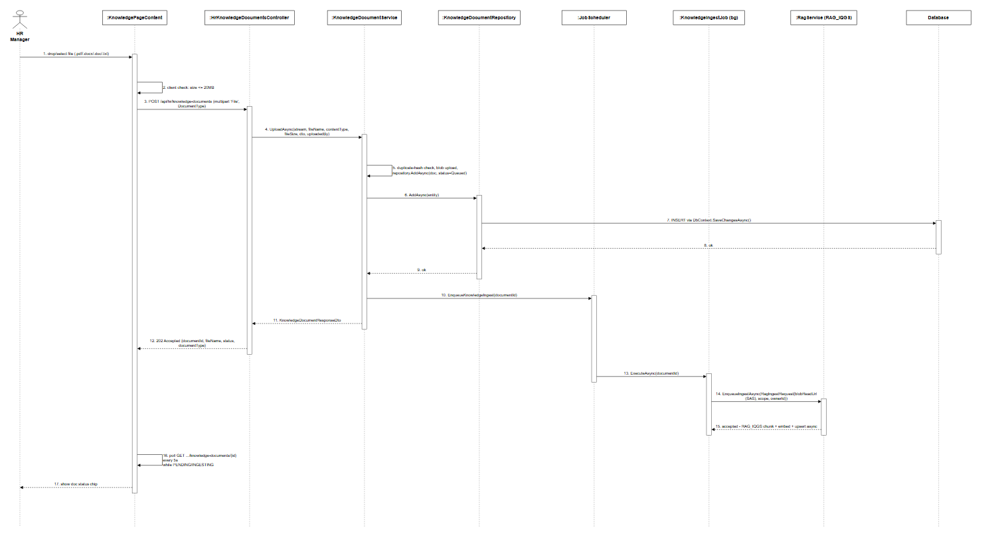 :KnowledgePageContent
:HrKnowledgeDocumentsController
:KnowledgeDocumentService
:KnowledgeDocumentRepository
:JobScheduler
:KnowledgeIngestJob (bg)
:RagService (RAG_IQGS)
Database
HR
Manager
1. drop/select file (.pdf/.docx/.doc/.txt)
2. client check: size <= 20MB
3. POST /api/hr/knowledge-documents (multipart 'File',
DocumentType)
4. UploadAsync(stream, fileName, contentType,
fileSize, dto, uploadedBy)
5. duplicate-hash check, blob upload,
repository.AddAsync(doc, status=Queued)
6. AddAsync(entity)
7. INSERT via DbContext.SaveChangesAsync()
8. ok
9. ok
10. EnqueueKnowledgeIngest(documentId)
11. KnowledgeDocumentResponseDto
12. 202 Accepted {documentId, fileName, status,
documentType}
13. ExecuteAsync(documentId)
14. EnqueueIngestAsync(RagIngestRequest{blobReadUrl
(SAS), scope, ownerId})
15. accepted - RAG_IQGS chunk + embed + upsert async
16. poll GET .../knowledge-documents/{id}
every 5s
while PENDING/INGESTING
17. show doc status chip